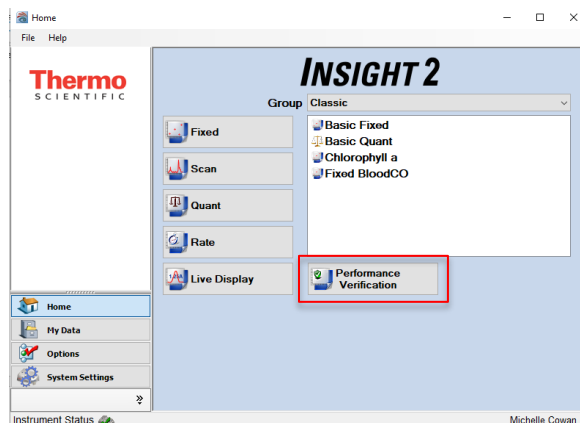 Home
File Help
Thermo
SCIENTIFIC
INSIGHT 2
Group Classic
Fixed
Scan
Quant
Rate
Live Display
Basic Fixed
Basic Quant
Chlorophyll a
Fixed BloodCO
Performance
Verification
Home
My Data
Options
System Settings
Instrument Status
Michelle Cowan